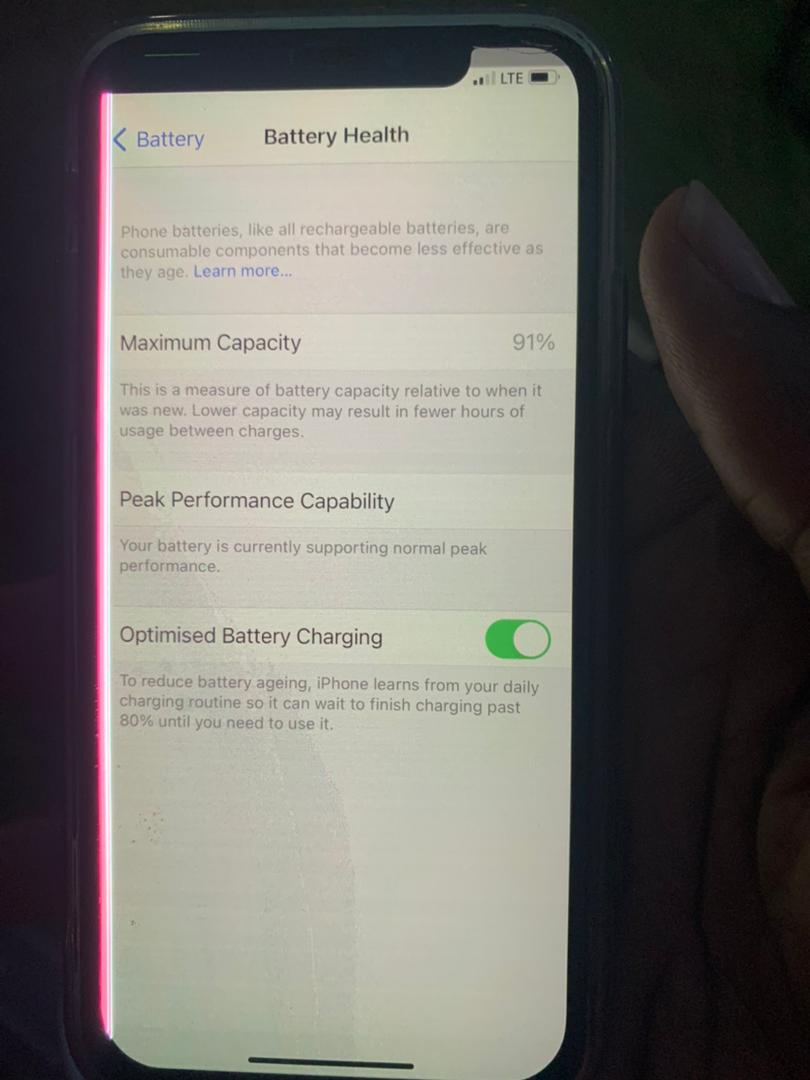 LTE
Battery Battery Health
Phone batteries, like all rechargeable batteries, are
consumable components that become less effective as
they age. Learn more...
Maximum Capacity 91%
This is a measure of battery capacity relative to when it
was new. Lower capacity may result in fewer hours of
usage between charges.
Peak Performance Capability
Your battery is currently supporting normal peak
performance.
Optimised Battery Charging
To reduce battery ageing, iPhone learns from your daily
charging routine so it can wait to finish charging past
80% until you need to use it.